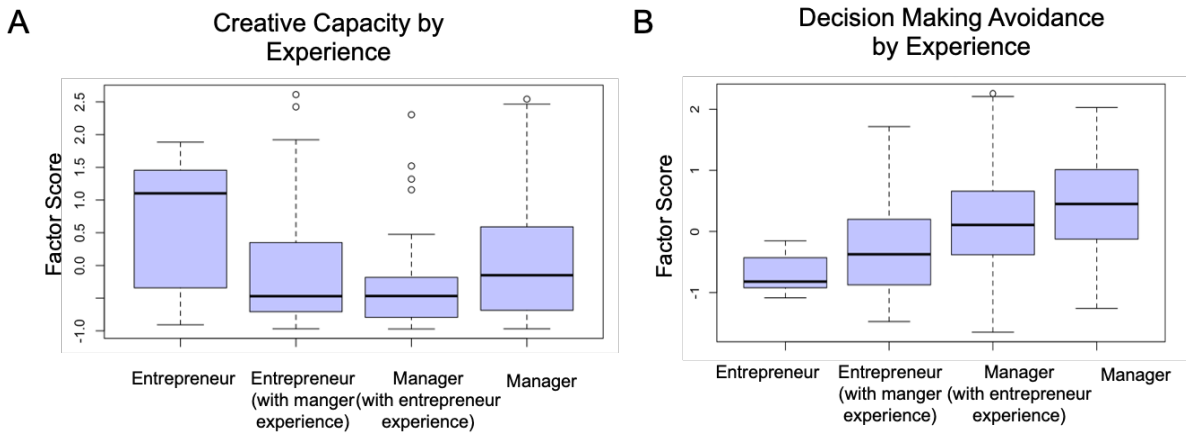 A
Creative Capacity by
Experience
Factor Score
2.5
2.0
1.5
1.0
0.5
0.0
-1.0
Entrepreneur
Entrepreneur
(with manger
experience)
Manager
(with entrepreneur
experience)
Manager
B
Decision Making Avoidance
by Experience
Factor Score
2
1
0
-1
Entrepreneur
Entrepreneur
(with manger
experience)
Manager
(with entrepreneur
experience)
Manager